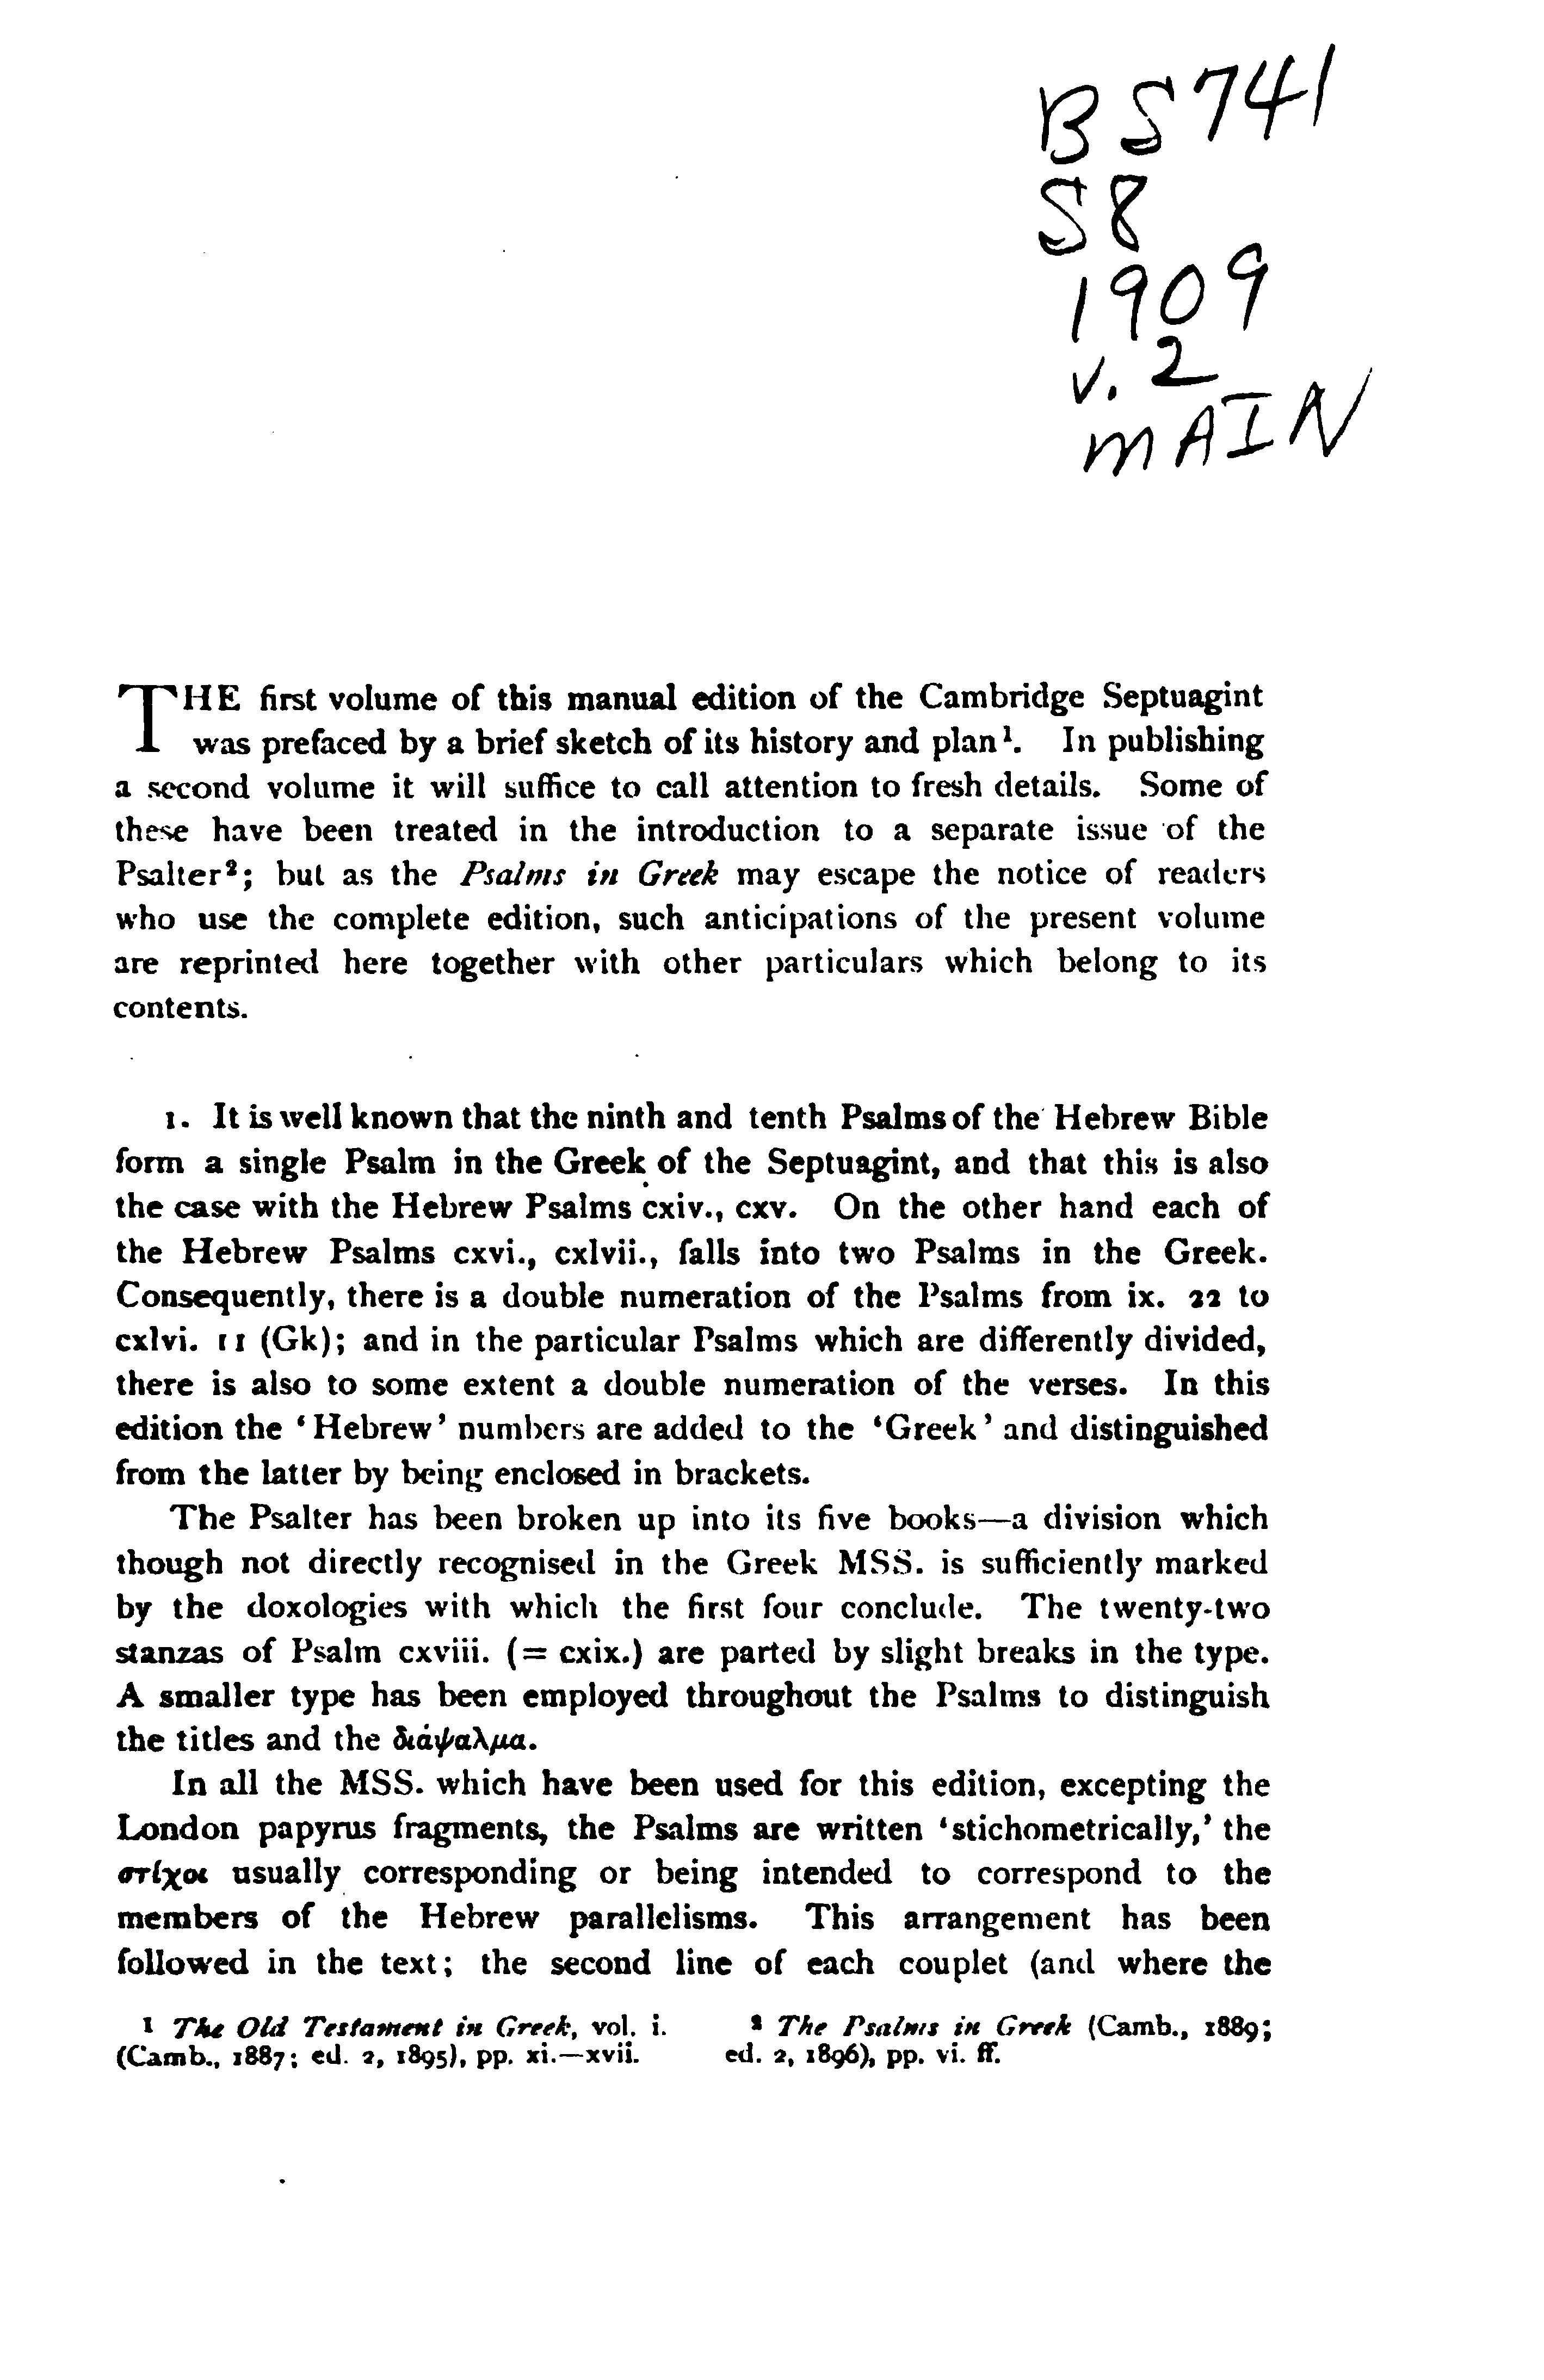 BS741
S8
1909
v. 2
MAIN
THE first volume of this manual edition of the Cambridge Septuagint
was prefaced by a brief sketch of its history and plan¹. In publishing
a second volume it will suffice to call attention to fresh details. Some of
these have been treated in the introduction to a separate issue of the
Psalter²; but as the Psalms in Greek may escape the notice of readers
who use the complete edition, such anticipations of the present volume
are reprinted here together with other particulars which belong to its
contents.
1. It is well known that the ninth and tenth Psalms of the Hebrew Bible
form a single Psalm in the Greek of the Septuagint, and that this is also
the case with the Hebrew Psalms cxiv., cxv. On the other hand each of
the Hebrew Psalms cxvi., cxlvii., falls into two Psalms in the Greek.
Consequently, there is a double numeration of the Psalms from ix. 22 to
cxlvi. 11 (Gk); and in the particular Psalms which are differently divided,
there is also to some extent a double numeration of the verses. In this
edition the ‘Hebrew’ numbers are added to the ‘Greek’ and distinguished
from the latter by being enclosed in brackets.
The Psalter has been broken up into its five books—a division which
though not directly recognised in the Greek MSS. is sufficiently marked
by the doxologies with which the first four conclude. The twenty-two
stanzas of Psalm cxviii. (= cxix.) are parted by slight breaks in the type.
A smaller type has been employed throughout the Psalms to distinguish
the titles and the διάψαλμα.
In all the MSS. which have been used for this edition, excepting the
London papyrus fragments, the Psalms are written ‘stichometrically,’ the
στίχοι usually corresponding or being intended to correspond to the
members of the Hebrew parallelisms. This arrangement has been
followed in the text; the second line of each couplet (and where the
¹ The Old Testament in Greek, vol. i.
(Camb., 1887; ed. 2, 1895), pp. xi.—xvii.
² The Psalms in Greek (Camb., 1889;
ed. 2, 1896), pp. vi. ff.